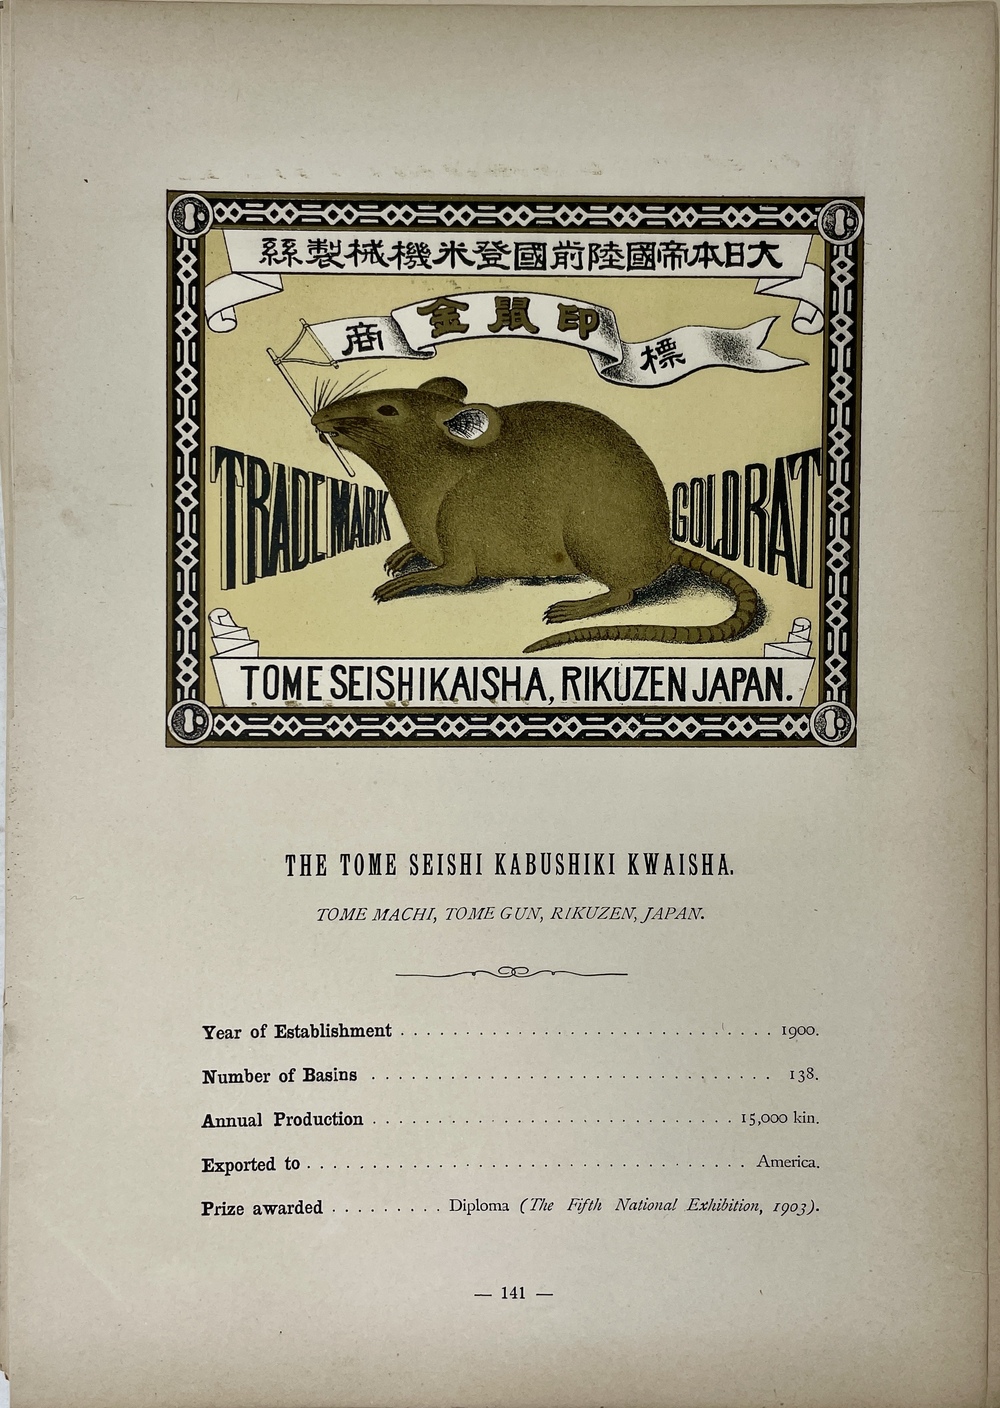 大日本帝國陸前國登米機械製絲
商 金鼠印 標
TRADE MARK GOLD RAT
TOME SEISHIKAISHA, RIKUZEN JAPAN.
THE TOME SEISHI KABUSHIKI KWAISHA.
TOME MACHI, TOME GUN, RIKUZEN, JAPAN.
Year of Establishment . . . . . . . . . . . . . . . . . . . . . . . . . . . . 1900.
Number of Basins . . . . . . . . . . . . . . . . . . . . . . . . . . . . . . 138.
Annual Production . . . . . . . . . . . . . . . . . . . . . . . . . . . 15,000 kin.
Exported to . . . . . . . . . . . . . . . . . . . . . . . . . . . . . . . . . America.
Prize awarded . . . . . . . . . Diploma (The Fifth National Exhibition, 1903).
— 141 —